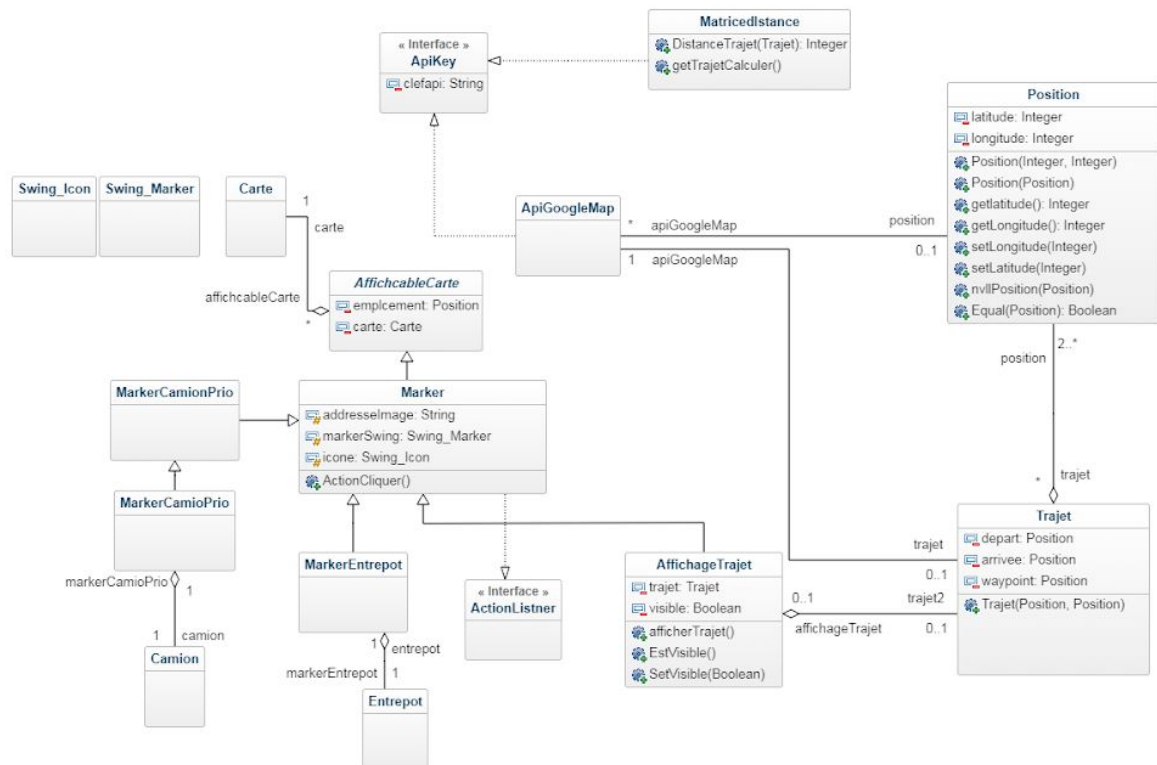 MatricedIstance
DistanceTrajet(Trajet): Integer
getTrajetCalculer()
« Interface »
ApiKey
clefapi: String
Position
latitude: Integer
longitude: Integer
Position(Integer, Integer)
Position(Position)
getlatitude(): Integer
getLongitude(): Integer
setLongitude(Integer)
setLatitude(Integer)
nvllPosition(Position)
Equal(Position): Boolean
Swing_Icon
Swing_Marker
Carte
1
carte
affichcableCarte
*
ApiGoogleMap
* apiGoogleMap
position
0..1
1 apiGoogleMap
trajet
0..1
AffichcableCarte
emplcement: Position
carte: Carte
2..*
position
*
trajet
MarkerCamionPrio
Marker
addresseImage: String
markerSwing: Swing_Marker
icone: Swing_Icon
ActionCliquer()
MarkerCamioPrio
markerCamioPrio
1
1
camion
Camion
MarkerEntrepot
1
entrepot
markerEntrepot
1
Entrepot
« Interface »
ActionListner
AffichageTrajet
trajet: Trajet
visible: Boolean
afficherTrajet()
EstVisible()
SetVisible(Boolean)
0..1
affichageTrajet
trajet2
0..1
Trajet
depart: Position
arrivee: Position
waypoint: Position
Trajet(Position, Position)